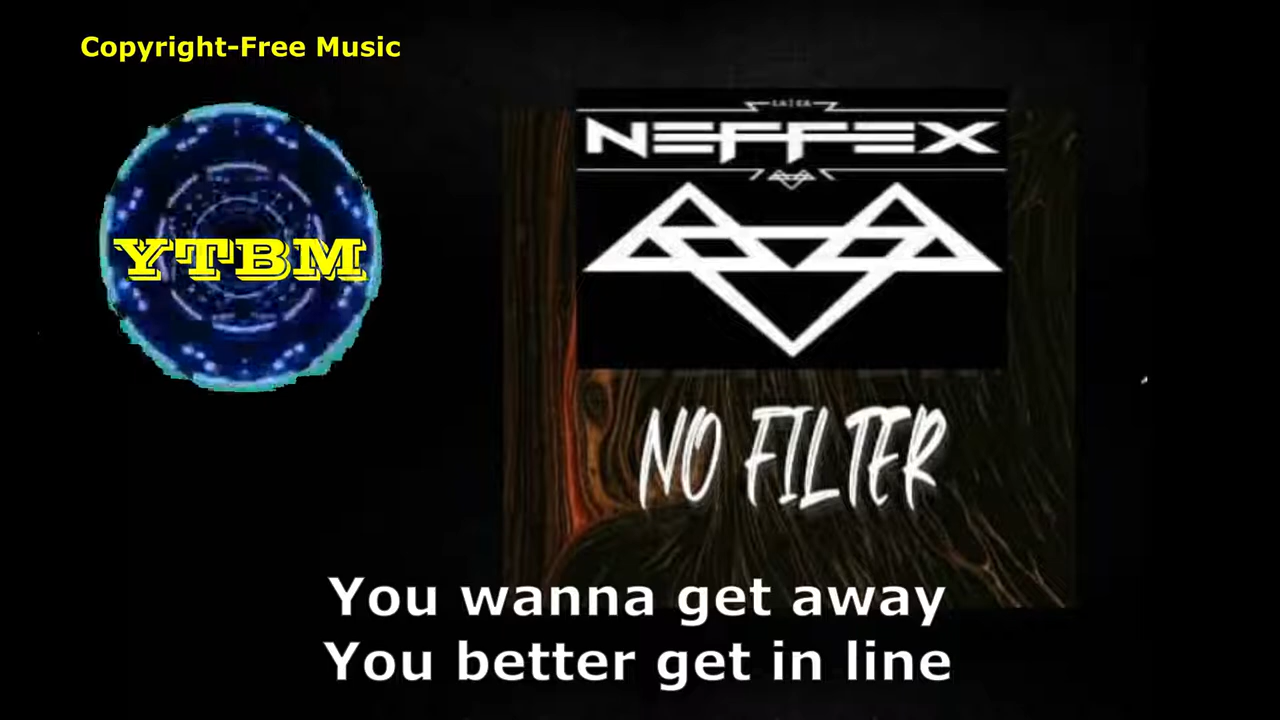 Copyright-Free Music
NEFFEX
YTBM
NO FILTER
You wanna get away
You better get in line